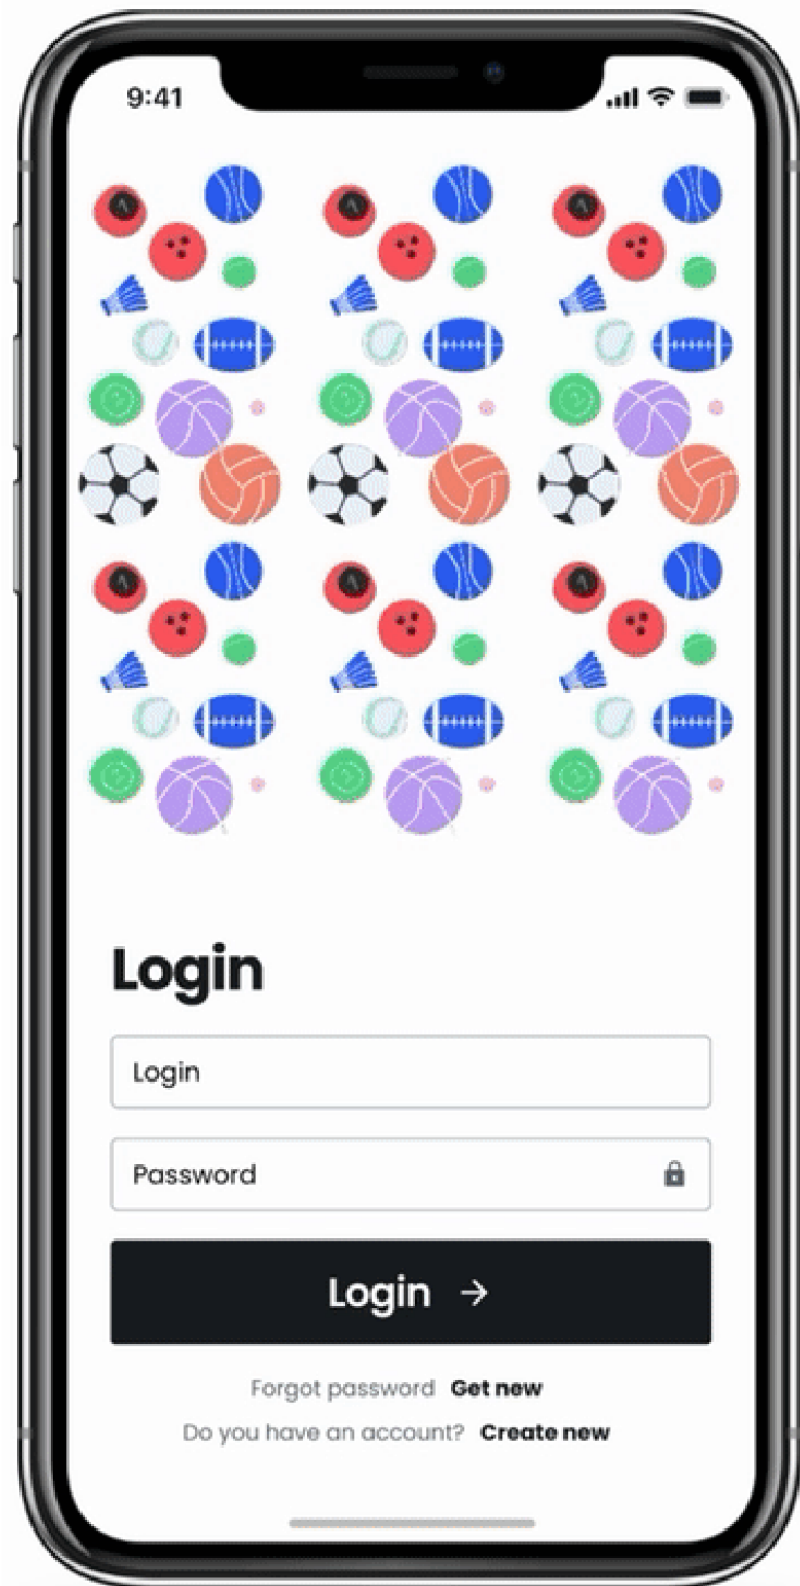 9:41
Login
Login
Password
Login →
Forgot password Get new
Do you have an account? Create new